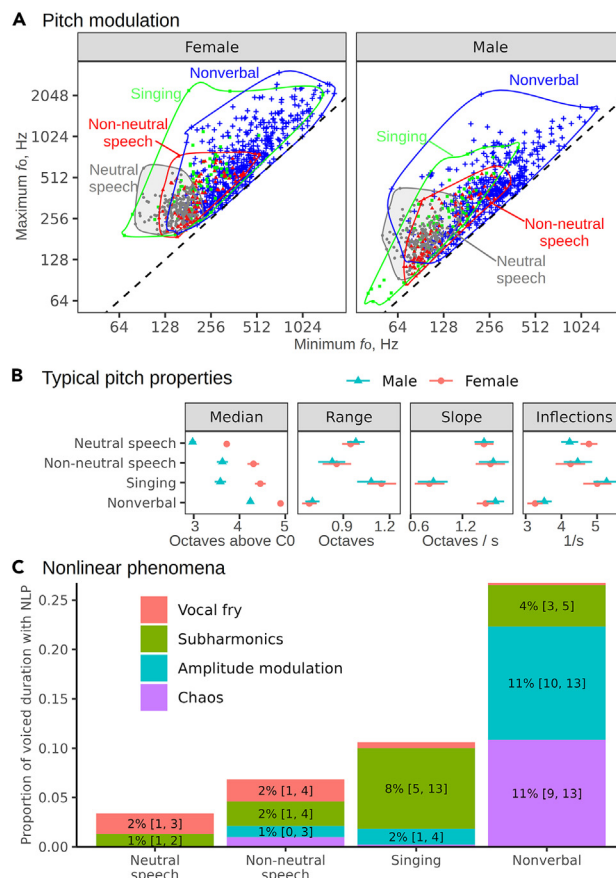 A Pitch modulation
Female
Male
Maximum fo, Hz
2048
1024
512
256
128
64
Nonverbal
Singing
Non-neutral
speech
Neutral
speech
Nonverbal
Singing
Non-neutral
speech
Neutral
speech
64 128 256 512 1024
64 128 256 512 1024
Minimum fo, Hz
B Typical pitch properties
Male Female
Median Range Slope Inflections
Neutral speech
Non-neutral speech
Singing
Nonverbal
3 4 5 0.9 1.2 0.6 1.2 3 4 5
Octaves above C0 Octaves Octaves / s 1/s
C Nonlinear phenomena
Proportion of voiced duration with NLP
0.25
0.20
0.15
0.10
0.05
0.00
Vocal fry
Subharmonics
Amplitude modulation
Chaos
2% [1, 3]
1% [1, 2]
2% [1, 4]
2% [1, 4]
1% [0, 3]
8% [5, 13]
2% [1, 4]
4% [3, 5]
11% [10, 13]
11% [9, 13]
Neutral
speech
Non-neutral
speech
Singing
Nonverbal